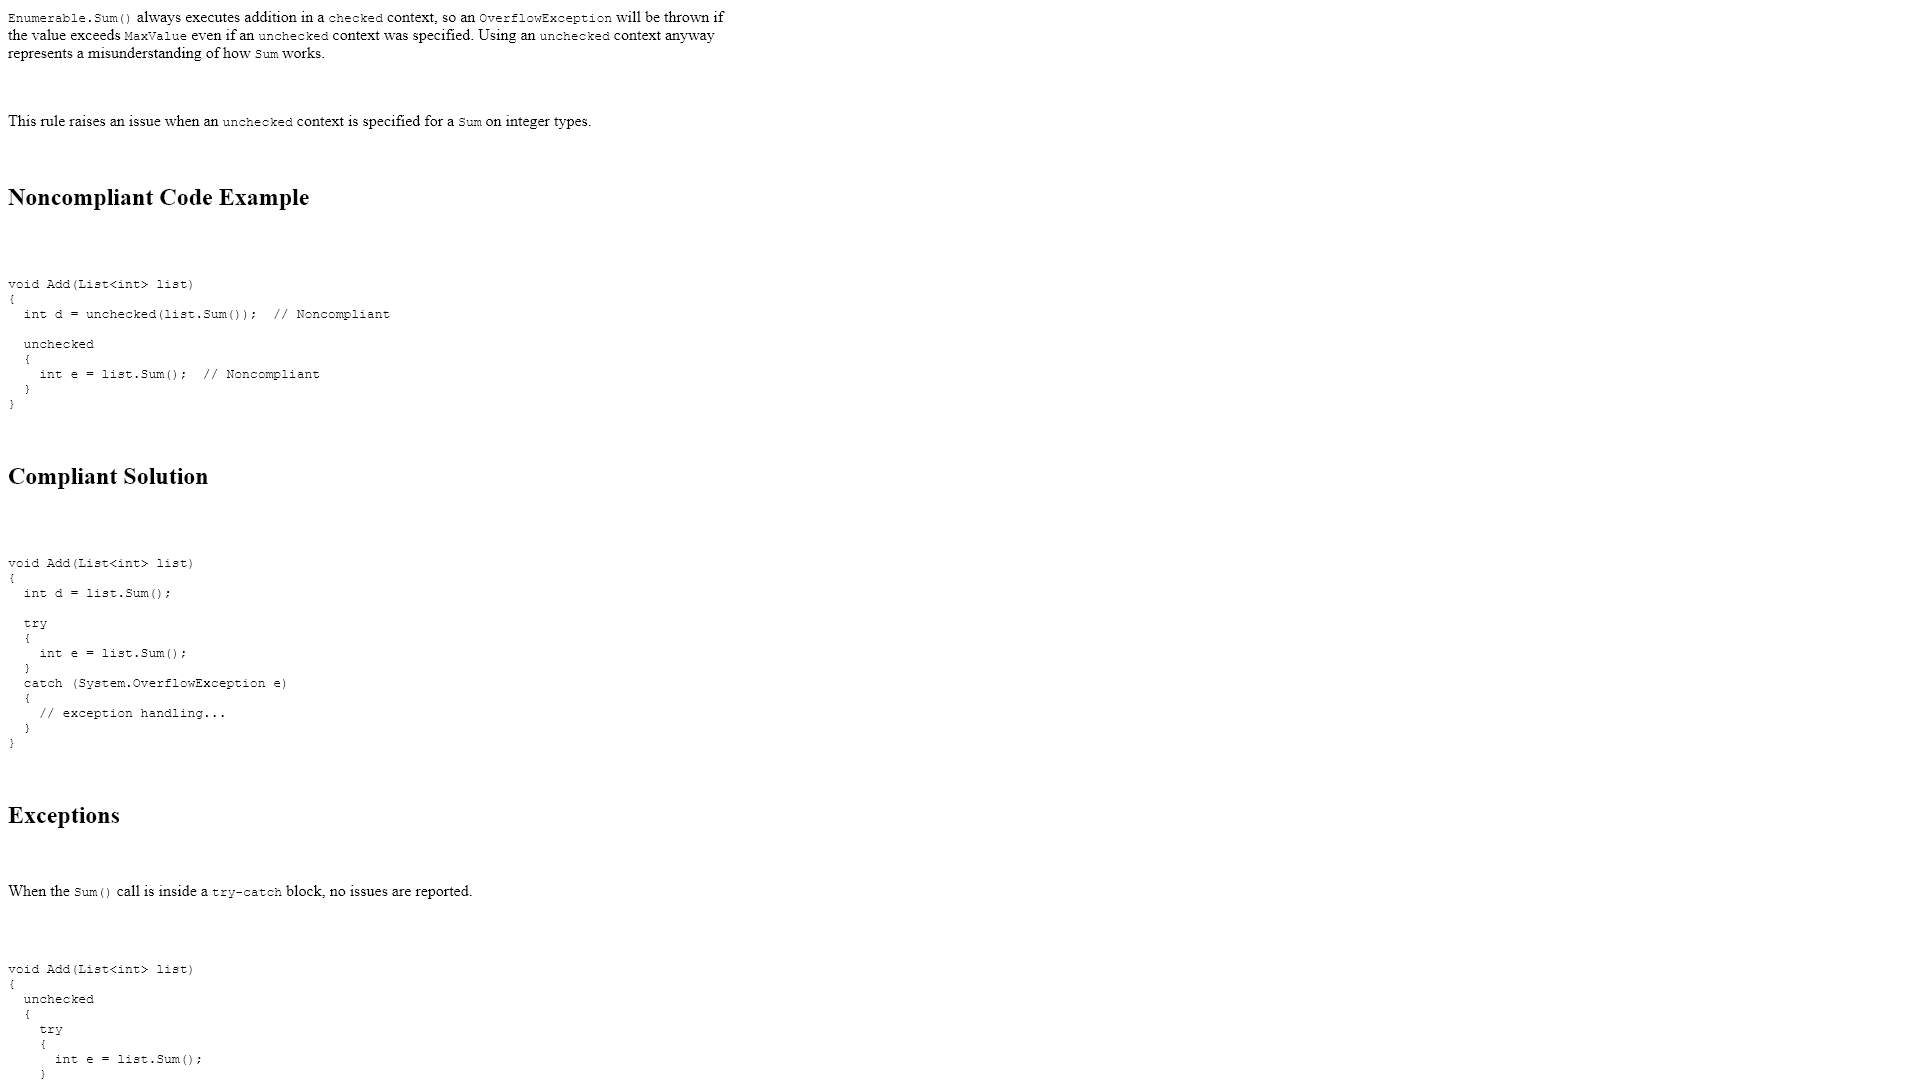 Enumerable.Sum() always executes addition in a checked context, so an OverflowException will be thrown if
the value exceeds MaxValue even if an unchecked context was specified. Using an unchecked context anyway
represents a misunderstanding of how Sum works.
This rule raises an issue when an unchecked context is specified for a Sum on integer types.
Noncompliant Code Example
void Add(List<int> list)
{
  int d = unchecked(list.Sum());  // Noncompliant
  unchecked
  {
    int e = list.Sum();  // Noncompliant
  }
}
Compliant Solution
void Add(List<int> list)
{
  int d = list.Sum();
  try
  {
    int e = list.Sum();
  }
  catch (System.OverflowException e)
  {
    // exception handling...
  }
}
Exceptions
When the Sum() call is inside a try-catch block, no issues are reported.
void Add(List<int> list)
{
  unchecked
  {
    try
    {
      int e = list.Sum();
    }